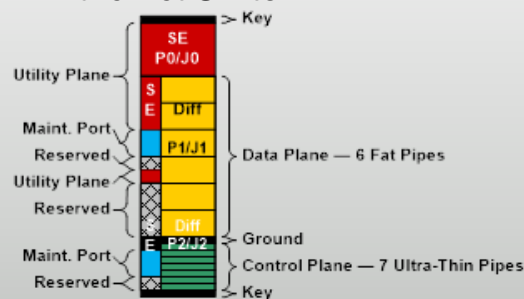 Key
SE
P0/J0
Utility Plane
S
E
Diff
Maint. Port
P1/J1
Reserved
Data Plane — 6 Fat Pipes
Utility Plane
Reserved
S
Diff
E
P2/J2
Ground
Maint. Port
Control Plane — 7 Ultra-Thin Pipes
Reserved
Key